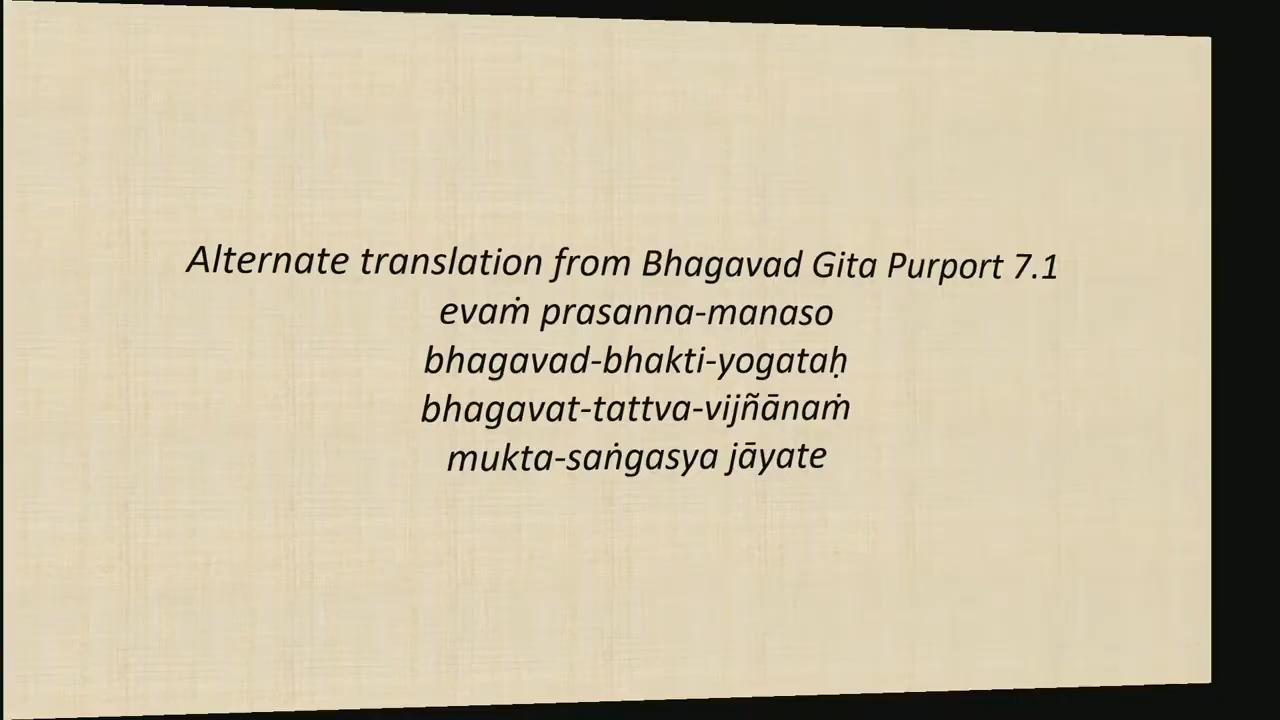 Alternate translation from Bhagavad Gita Purport 7.1
evaṁ prasanna-manaso
bhagavad-bhakti-yogataḥ
bhagavat-tattva-vijñānaṁ
mukta-saṅgasya jāyate